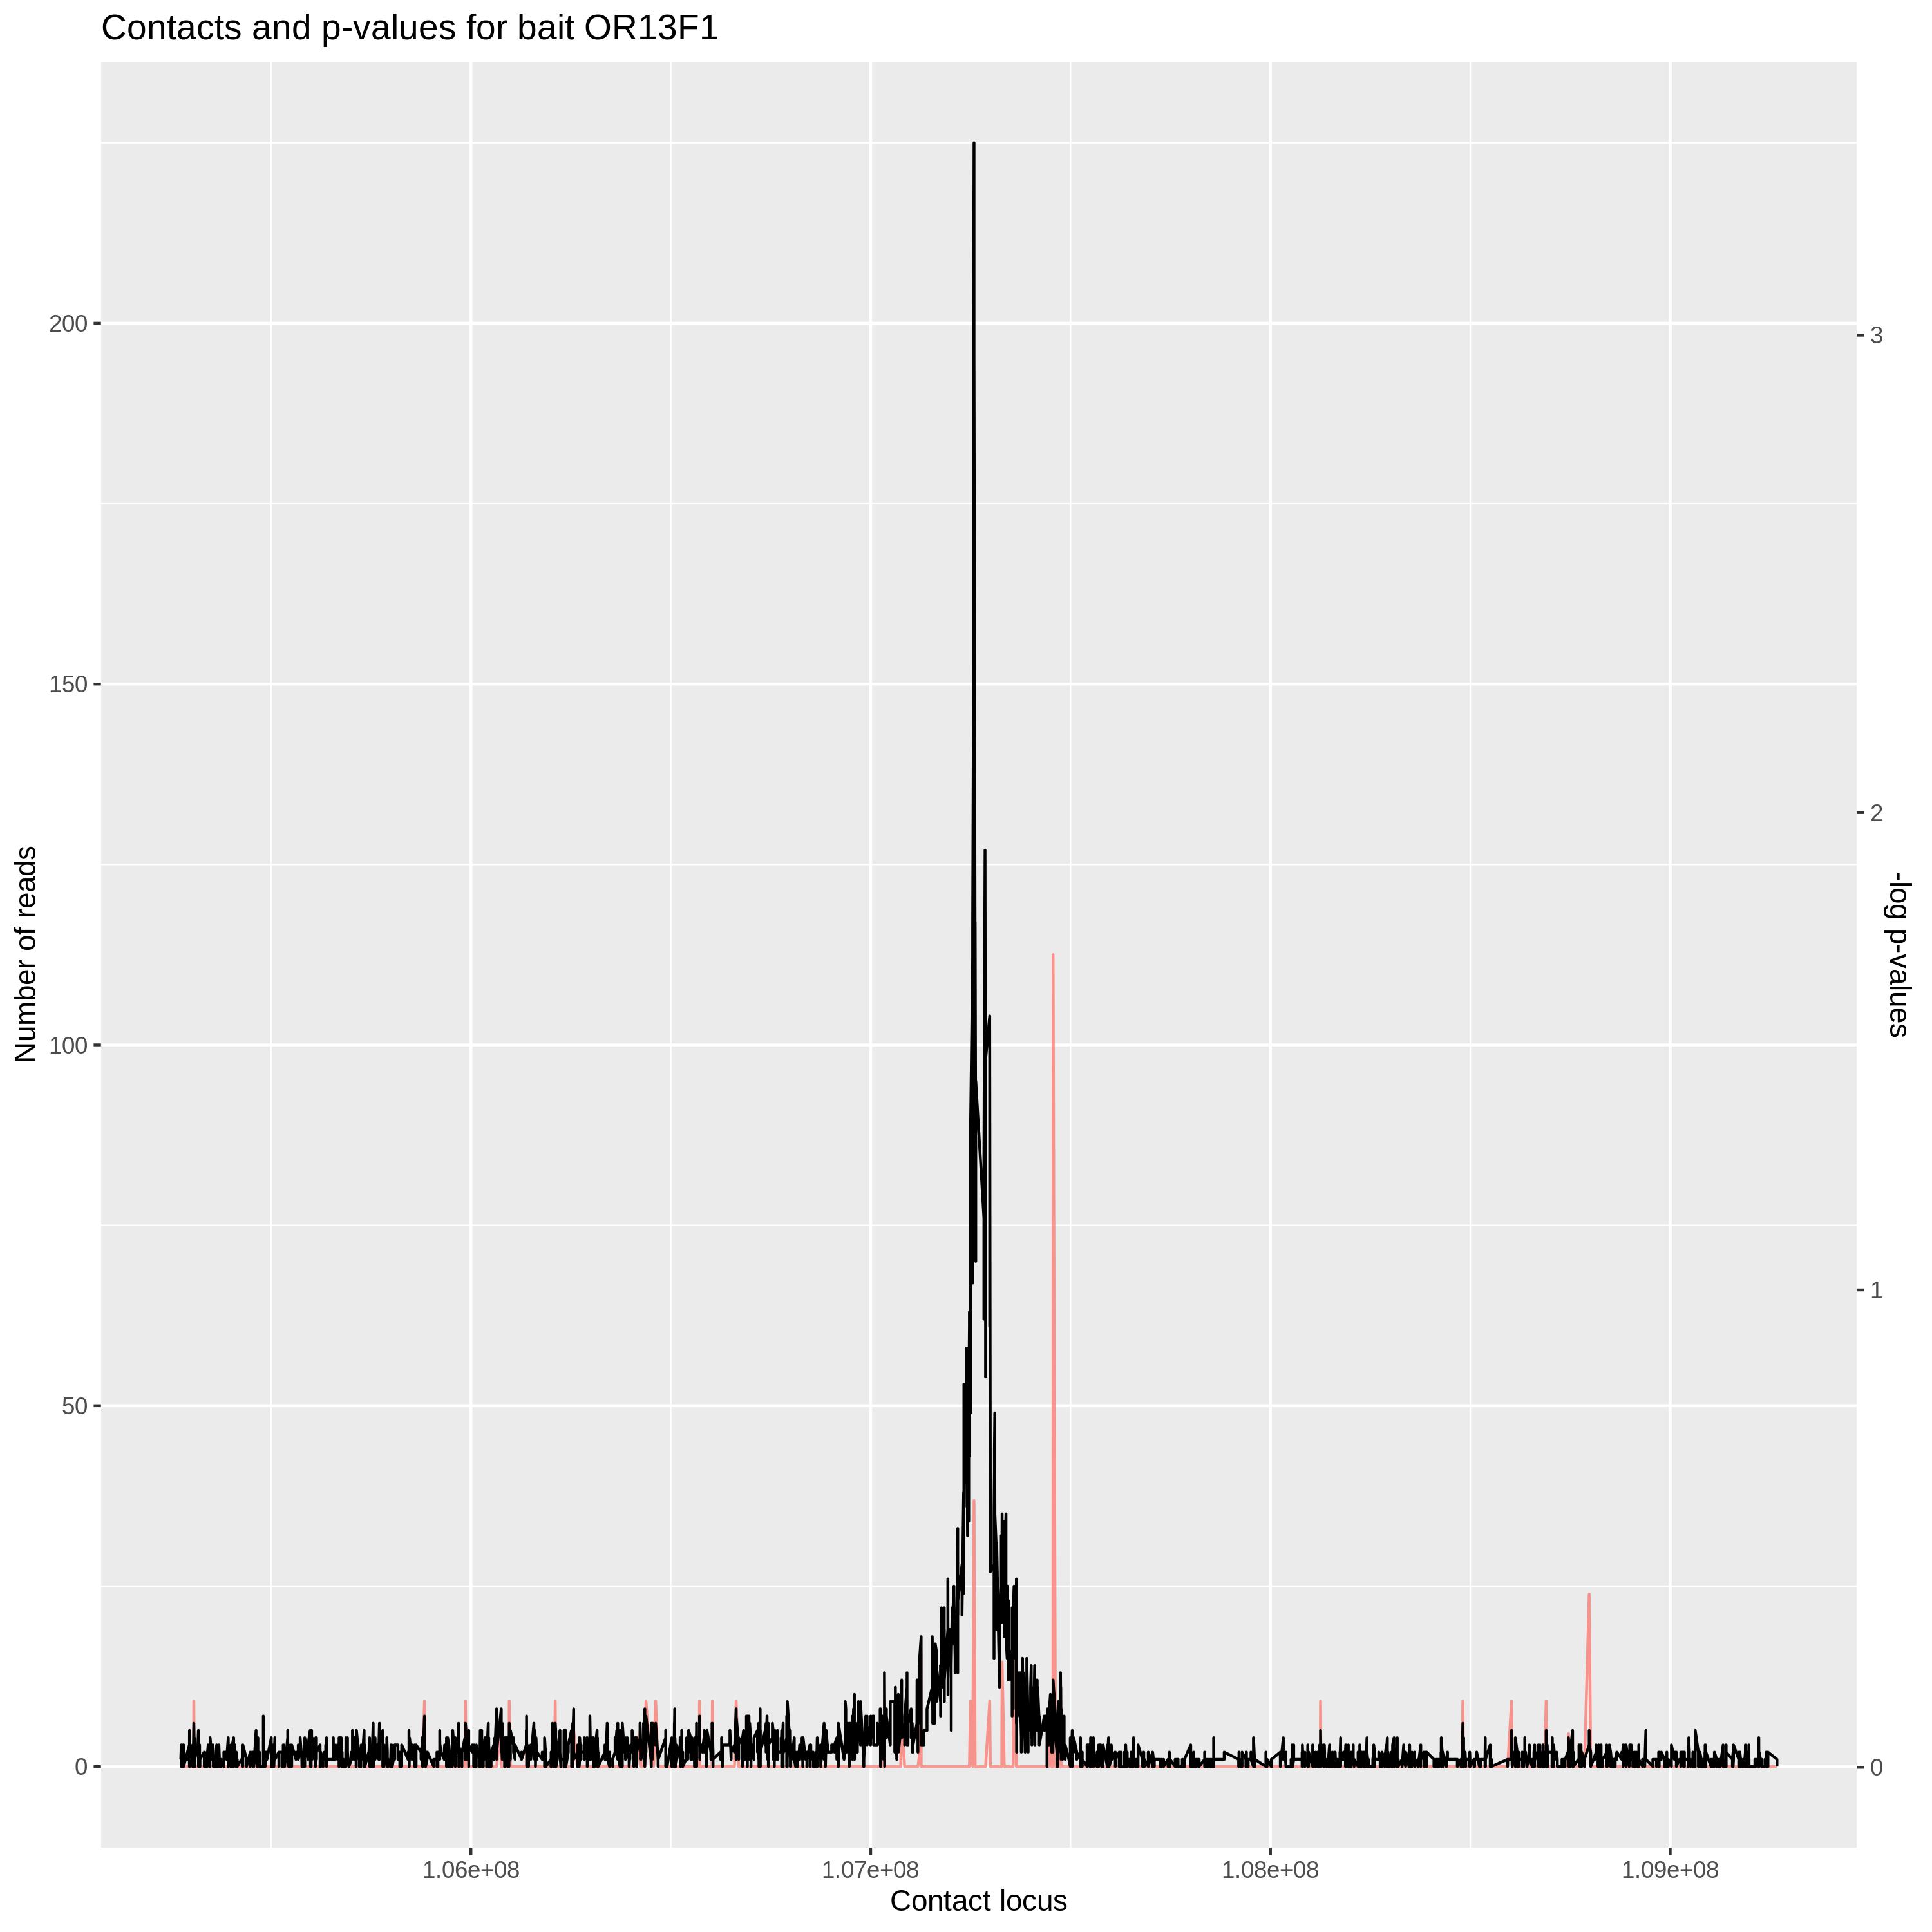 Contacts and p-values for bait OR13F1
Number of reads
200
150
100
50
0
3
2
1
0
-log p-values
1.06e+08
1.07e+08
1.08e+08
1.09e+08
Contact locus